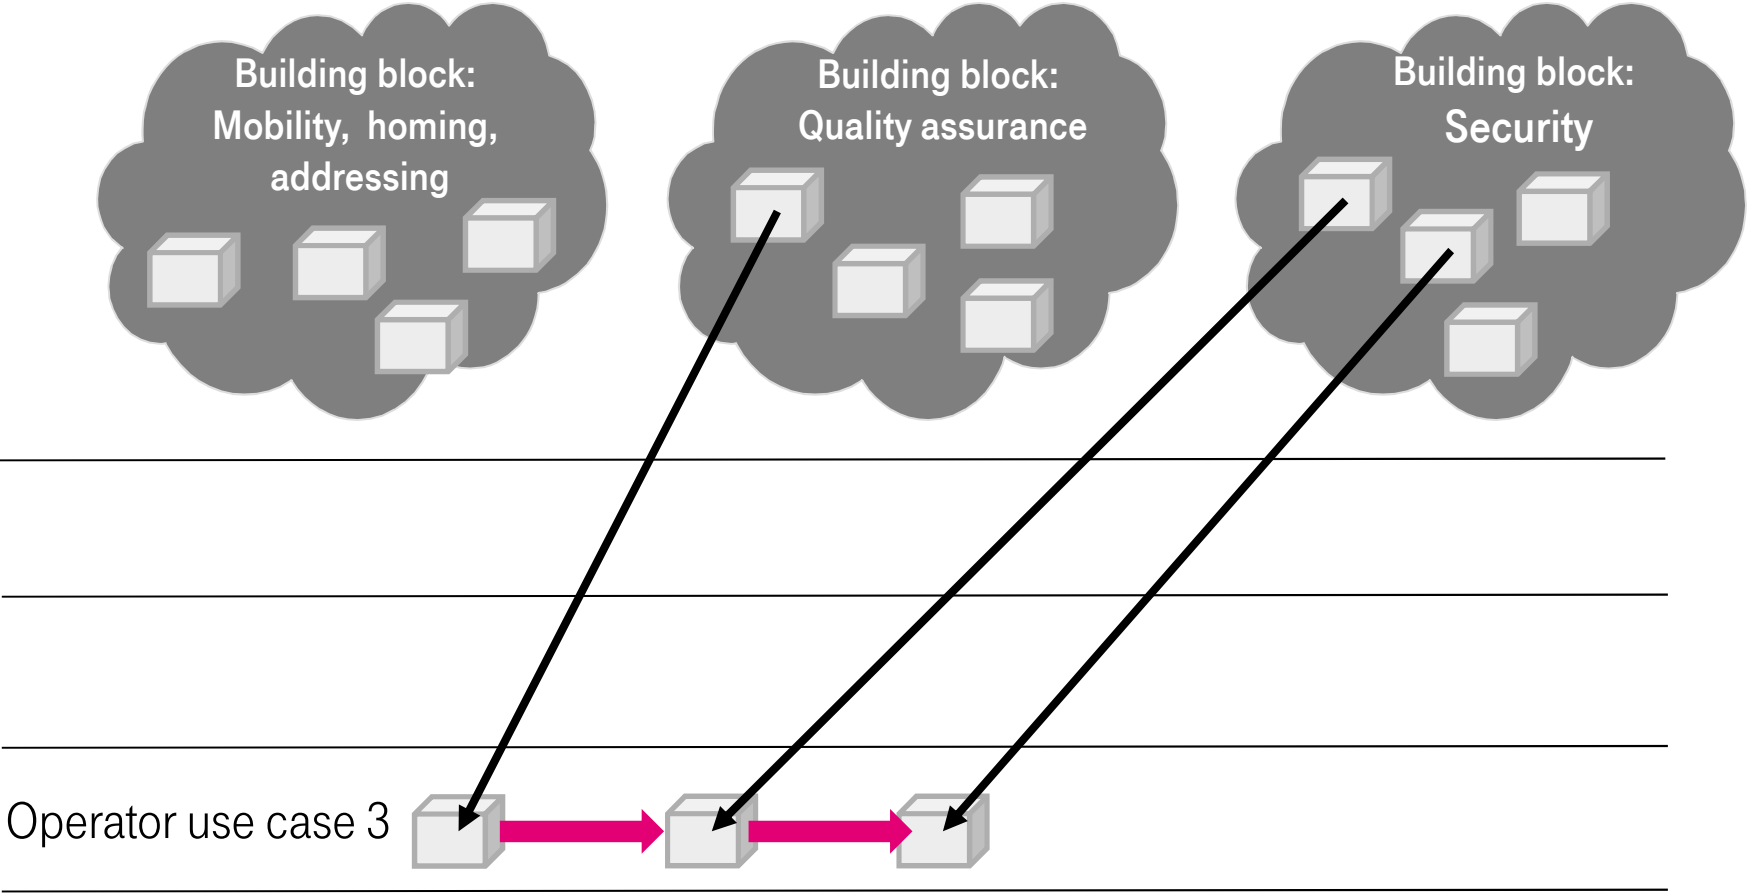 Building block:
Mobility, homing,
addressing
Building block:
Quality assurance
Building block:
Security
Operator use case 3